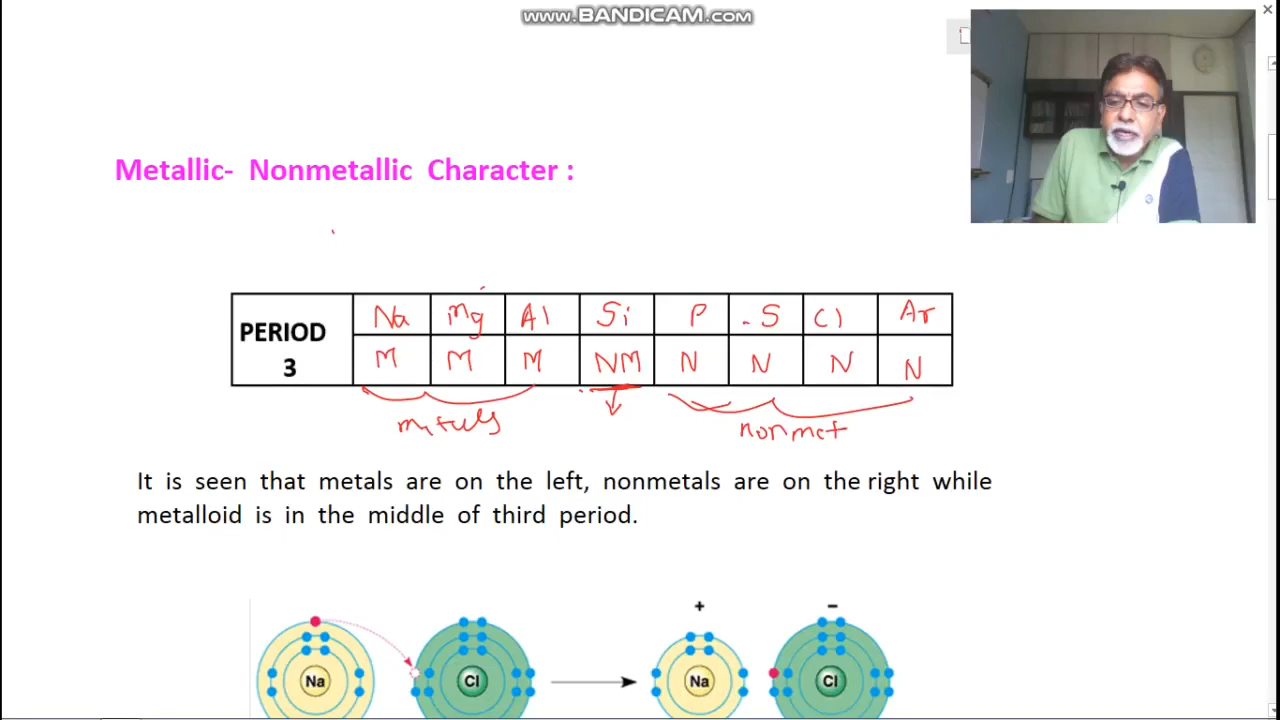 www.BANDICAM.com
Metallic- Nonmetallic Character :
PERIOD 3
Na Mg Al Si P S Cl Ar
M M M NM N N N N
metals
nonmet
It is seen that metals are on the left, nonmetals are on the right while
metalloid is in the middle of third period.
+ −
Na Cl Na Cl